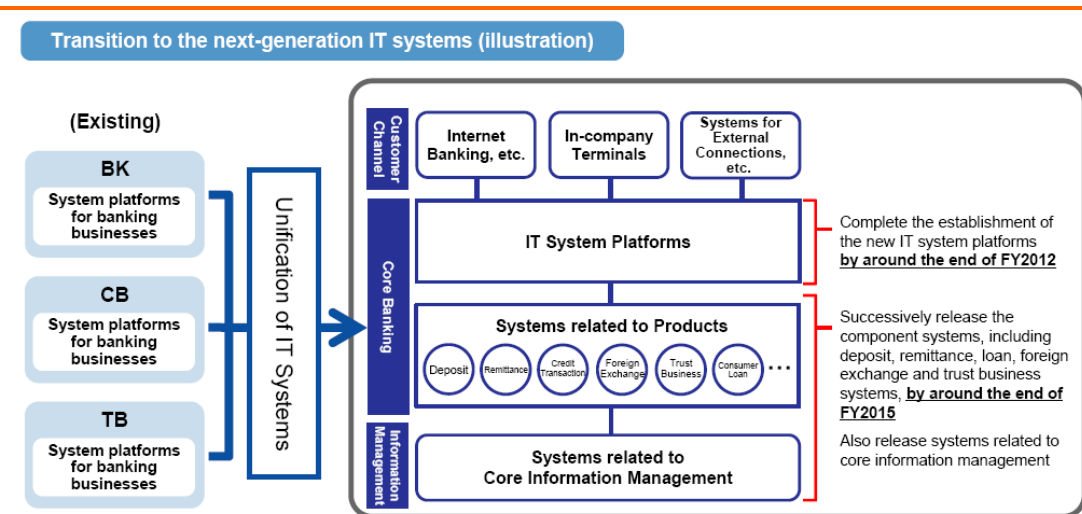 Transition to the next-generation IT systems (illustration)
(Existing)
BK
System platforms
for banking
businesses
CB
System platforms
for banking
businesses
TB
System platforms
for banking
businesses
Unification of IT Systems
Customer
Channel
Internet
Banking, etc.
In-company
Terminals
Systems for
External
Connections,
etc.
Core Banking
IT System Platforms
Systems related to Products
Deposit
Remittance
Credit
Transaction
Foreign
Exchange
Trust
Business
Consumer
Loan
...
Information
Management
Systems related to
Core Information Management
Complete the establishment of
the new IT system platforms
by around the end of FY2012
Successively release the
component systems, including
deposit, remittance, loan, foreign
exchange and trust business
systems, by around the end of
FY2015
Also release systems related to
core information management